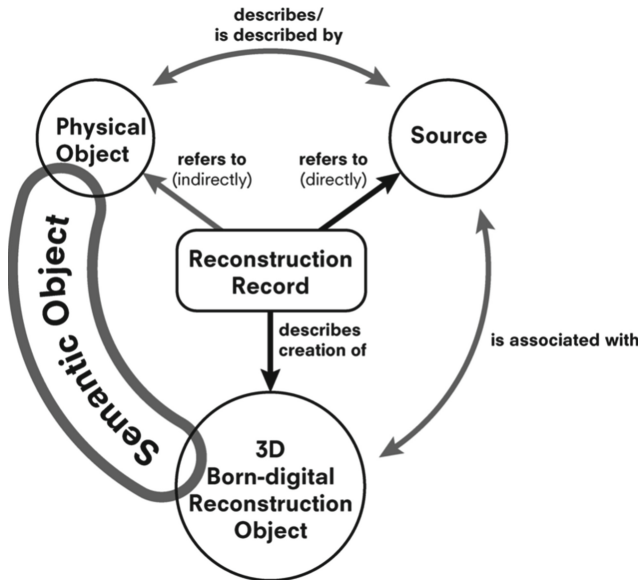 describes/
is described by
Physical
Object
Source
refers to
(indirectly)
refers to
(directly)
Reconstruction
Record
Semantic Object
describes
creation of
is associated with
3D
Born-digital
Reconstruction
Object